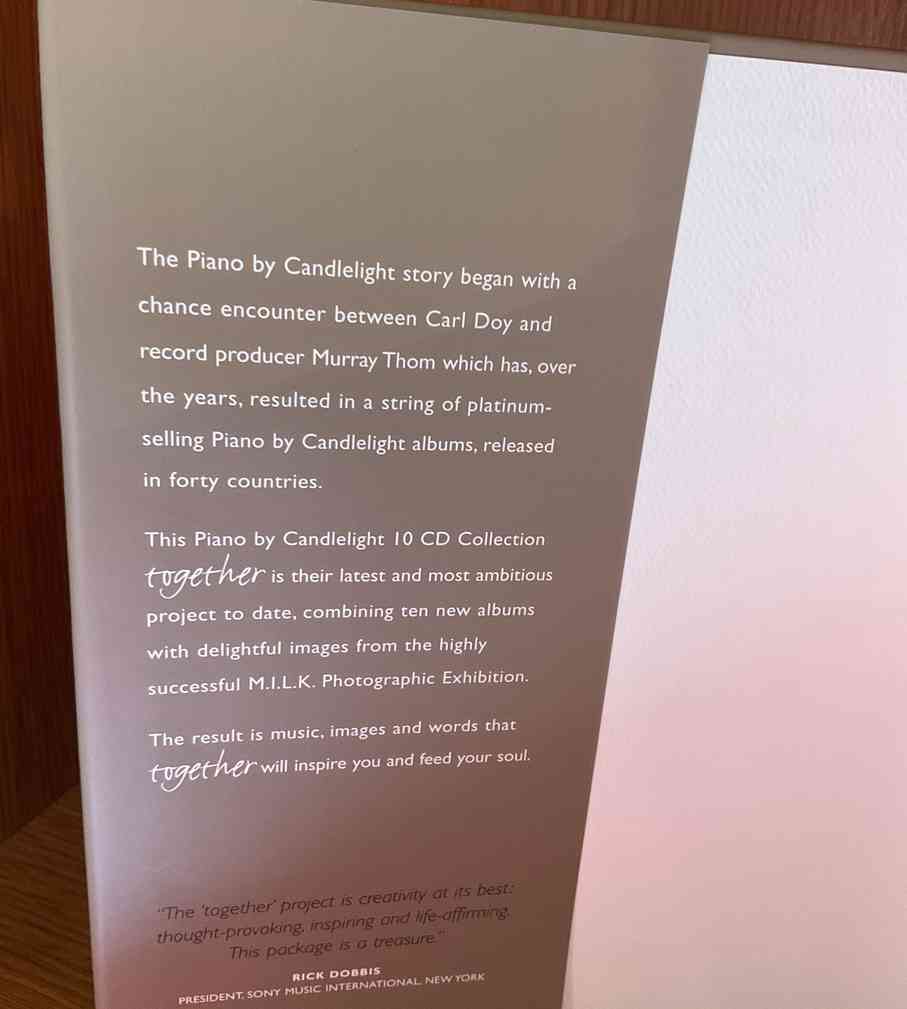 The Piano by Candlelight story began with a
chance encounter between Carl Doy and
record producer Murray Thom which has, over
the years, resulted in a string of platinum-
selling Piano by Candlelight albums, released
in forty countries.
This Piano by Candlelight 10 CD Collection
together is their latest and most ambitious
project to date, combining ten new albums
with delightful images from the highly
successful M.I.L.K. Photographic Exhibition.
The result is music, images and words that
together will inspire you and feed your soul.
"The 'together' project is creativity at its best:
thought-provoking, inspiring and life-affirming.
This package is a treasure."
RICK DOBBIS
PRESIDENT, SONY MUSIC INTERNATIONAL, NEW YORK